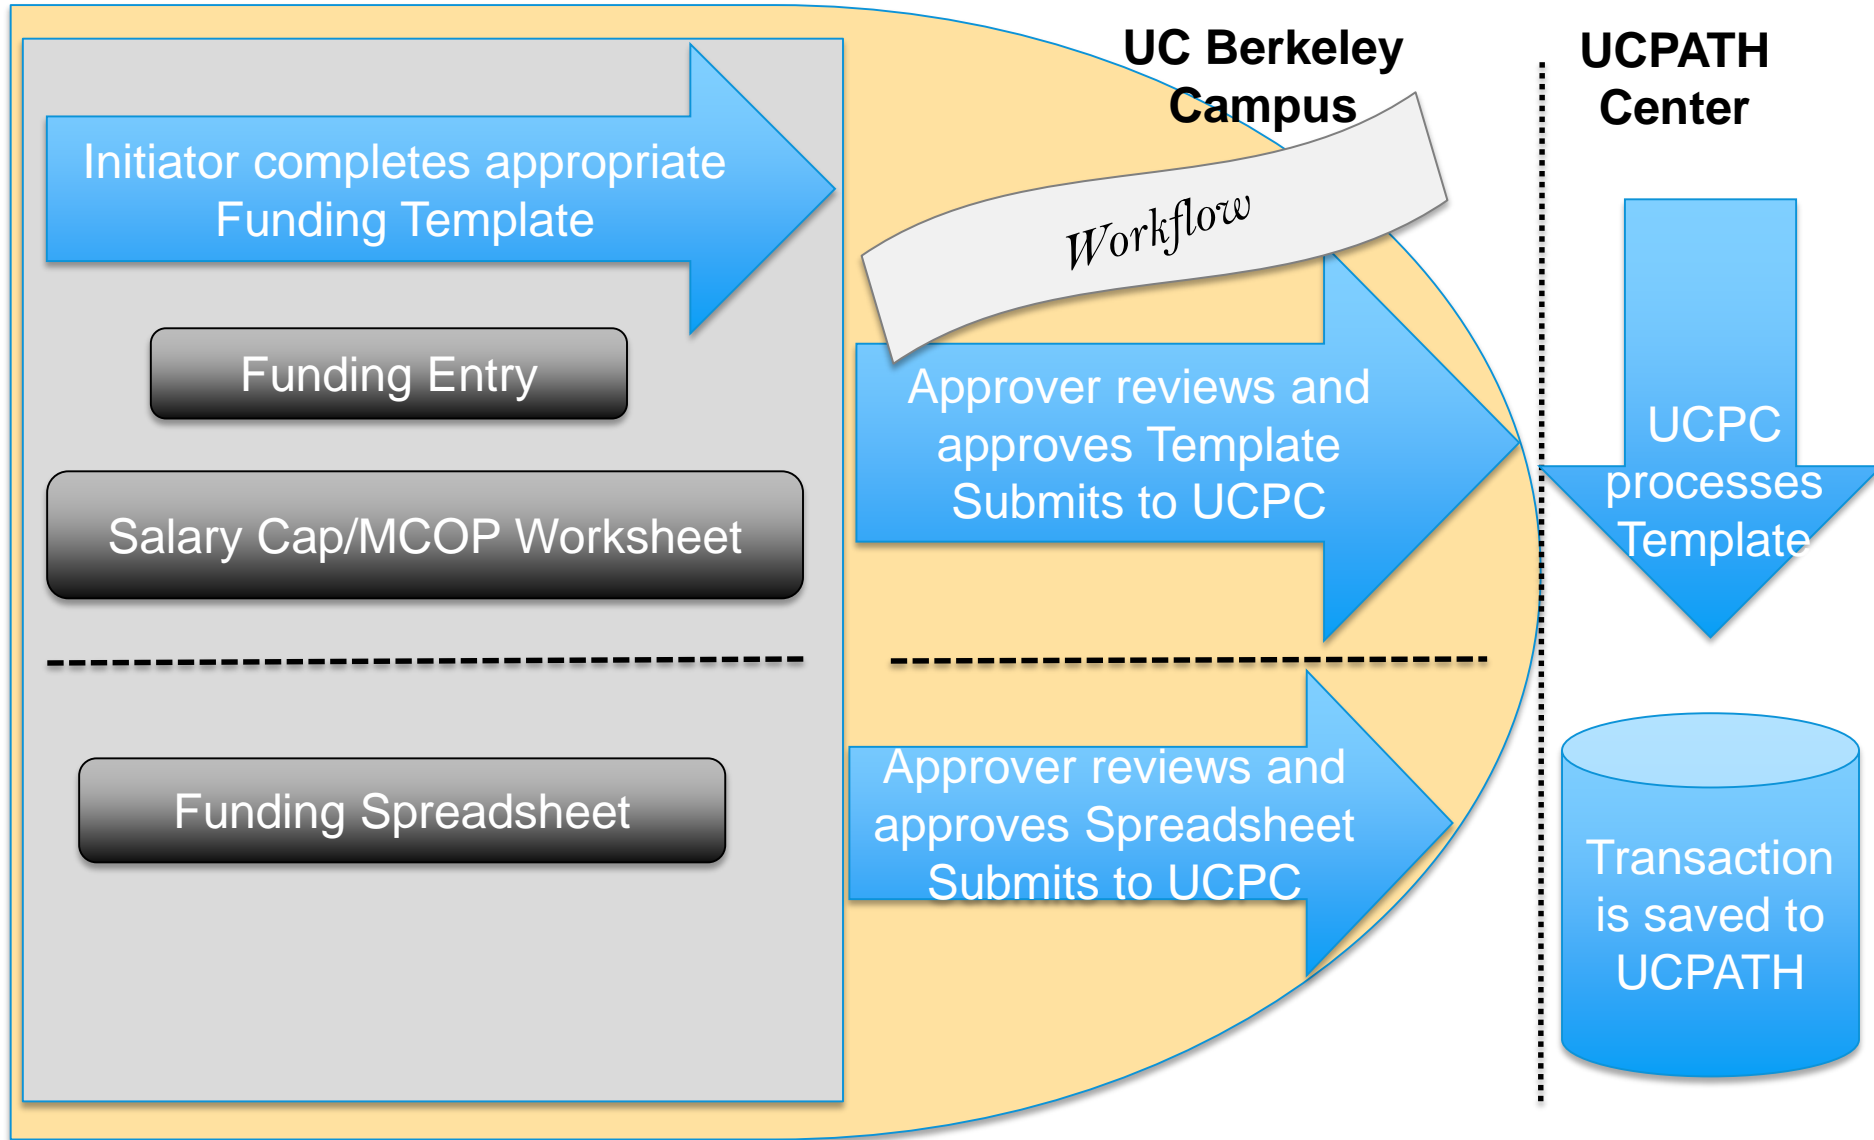 UC Berkeley
Campus
UCPATH
Center
Initiator completes appropriate
Funding Template
Workflow
Funding Entry
Salary Cap/MCOP Worksheet
Approver reviews and
approves Template
Submits to UCPC
UCPC
processes
Template
Funding Spreadsheet
Approver reviews and
approves Spreadsheet
Submits to UCPC
Transaction
is saved to
UCPATH